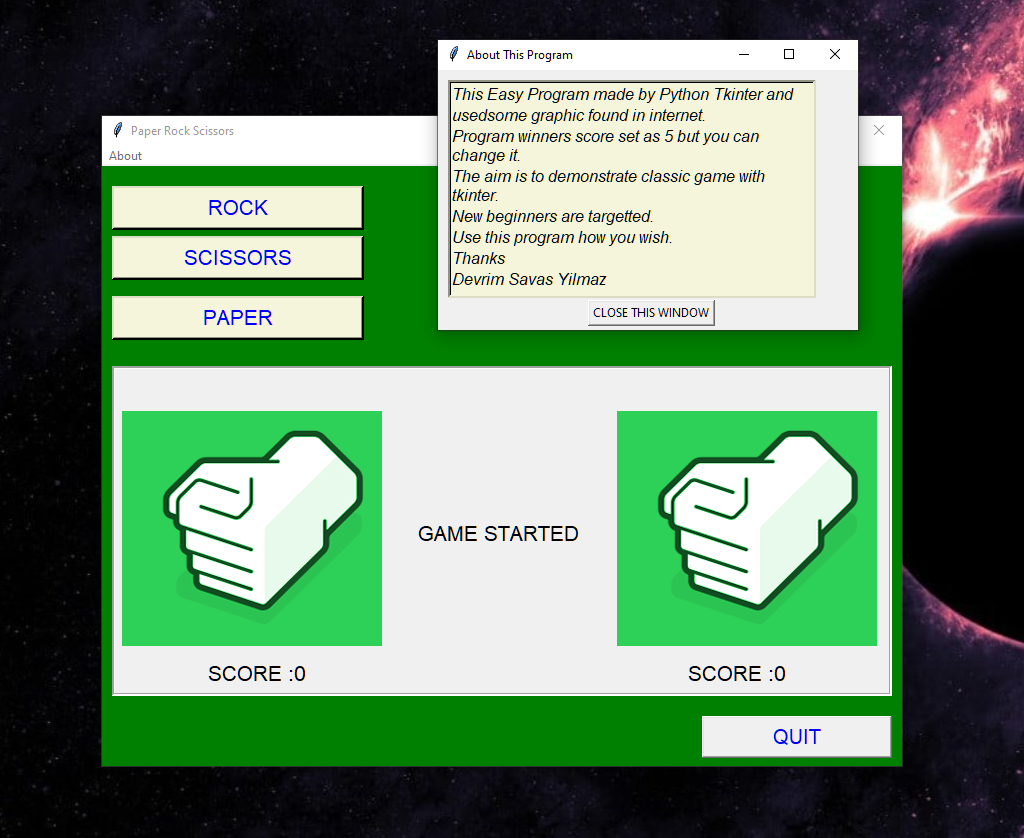 About This Program
This Easy Program made by Python Tkinter and
usedsome graphic found in internet.
Program winners score set as 5 but you can
change it.
The aim is to demonstrate classic game with
tkinter.
New beginners are targetted.
Use this program how you wish.
Thanks
Devrim Savas Yilmaz
CLOSE THIS WINDOW
Paper Rock Scissors
About
ROCK
SCISSORS
PAPER
GAME STARTED
SCORE :0
SCORE :0
QUIT